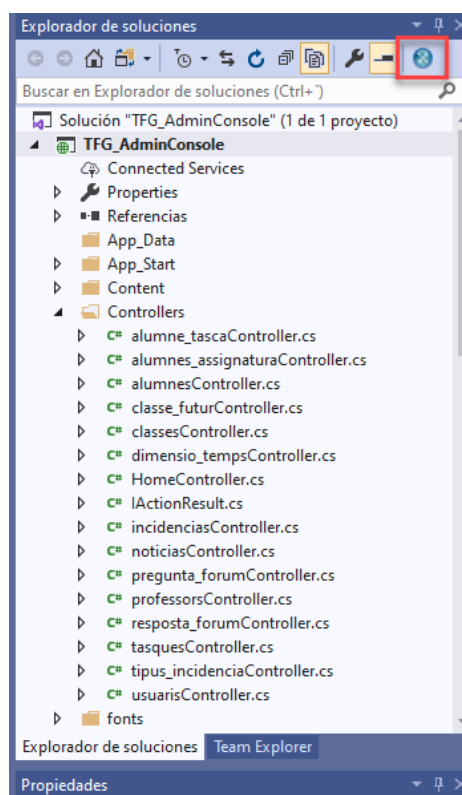 Explorador de soluciones
Buscar en Explorador de soluciones (Ctrl+¨)
Solución "TFG_AdminConsole" (1 de 1 proyecto)
TFG_AdminConsole
Connected Services
Properties
Referencias
App_Data
App_Start
Content
Controllers
C# alumne_tascaController.cs
C# alumnes_assignaturaController.cs
C# alumnesController.cs
C# classe_futurController.cs
C# classesController.cs
C# dimensio_tempsController.cs
C# HomeController.cs
C# IActionResult.cs
C# incidenciasController.cs
C# noticiasController.cs
C# pregunta_forumController.cs
C# professorsController.cs
C# resposta_forumController.cs
C# tasquesController.cs
C# tipus_incidenciaController.cs
C# usuarisController.cs
fonts
Explorador de soluciones Team Explorer
Propiedades